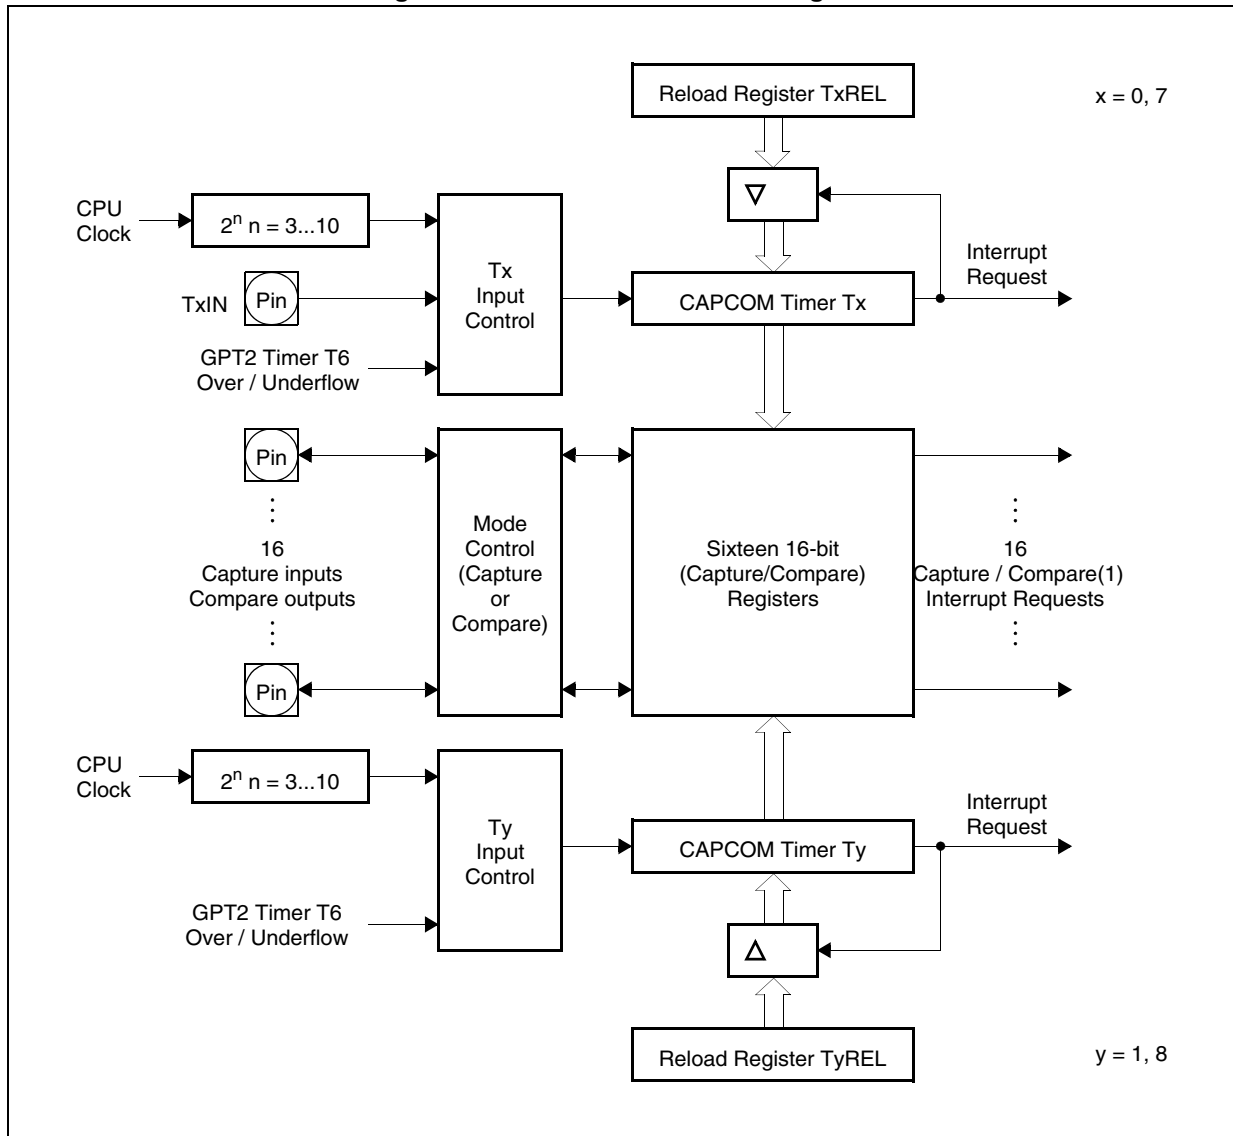 Reload Register TxREL
x = 0, 7
CPU
Clock
2ⁿ n = 3...10
Tx
Input
Control
Interrupt
Request
TxIN
Pin
CAPCOM Timer Tx
GPT2 Timer T6
Over / Underflow
Pin
16
Capture inputs
Compare outputs
Pin
Mode
Control
(Capture
or
Compare)
Sixteen 16-bit
(Capture/Compare)
Registers
16
Capture / Compare(1)
Interrupt Requests
CPU
Clock
2ⁿ n = 3...10
Ty
Input
Control
CAPCOM Timer Ty
Interrupt
Request
GPT2 Timer T6
Over / Underflow
Reload Register TyREL
y = 1, 8